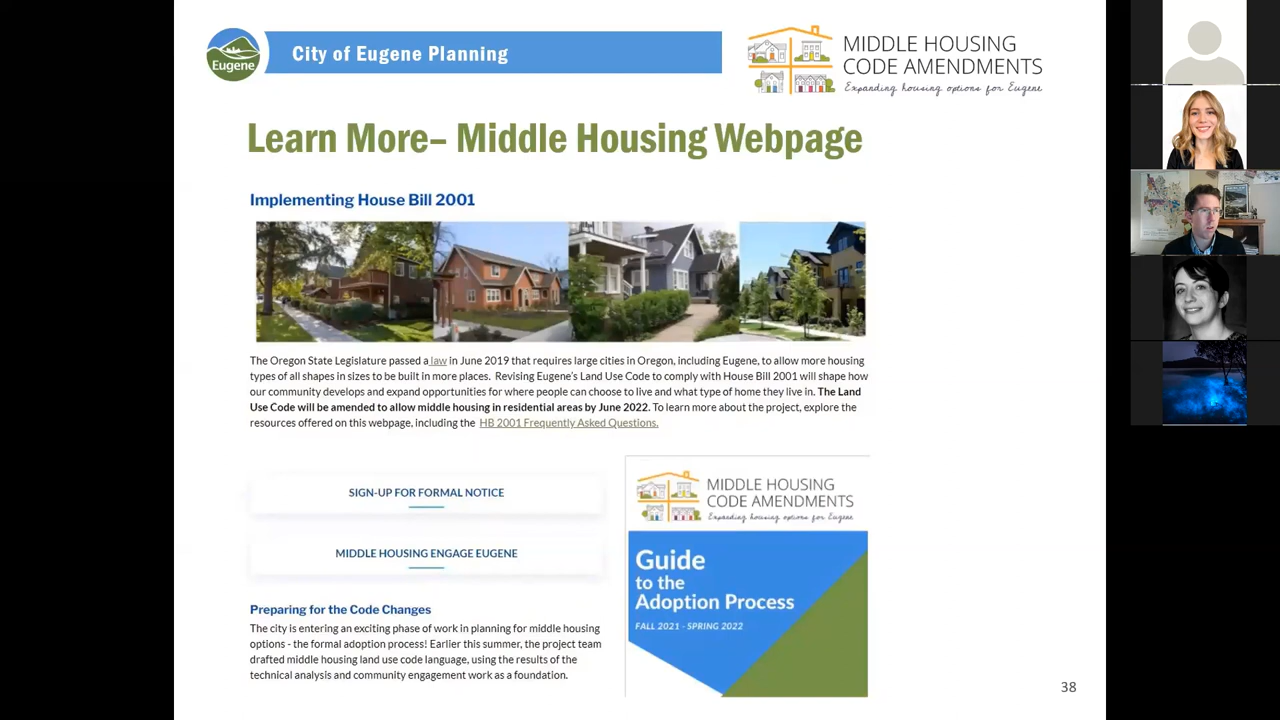 Eugene
City of Eugene Planning
MIDDLE HOUSING
CODE AMENDMENTS
Expanding housing options for Eugene
Learn More– Middle Housing Webpage
Implementing House Bill 2001
The Oregon State Legislature passed a law in June 2019 that requires large cities in Oregon, including Eugene, to allow more housing
types of all shapes in sizes to be built in more places.  Revising Eugene's Land Use Code to comply with House Bill 2001 will shape how
our community develops and expand opportunities for where people can choose to live and what type of home they live in. The Land
Use Code will be amended to allow middle housing in residential areas by June 2022. To learn more about the project, explore the
resources offered on this webpage, including the HB 2001 Frequently Asked Questions.
SIGN-UP FOR FORMAL NOTICE
MIDDLE HOUSING ENGAGE EUGENE
Preparing for the Code Changes
The city is entering an exciting phase of work in planning for middle housing
options - the formal adoption process! Earlier this summer, the project team
drafted middle housing land use code language, using the results of the
technical analysis and community engagement work as a foundation.
MIDDLE HOUSING
CODE AMENDMENTS
Expanding housing options for Eugene
Guide
to the
Adoption Process
FALL 2021 - SPRING 2022
38